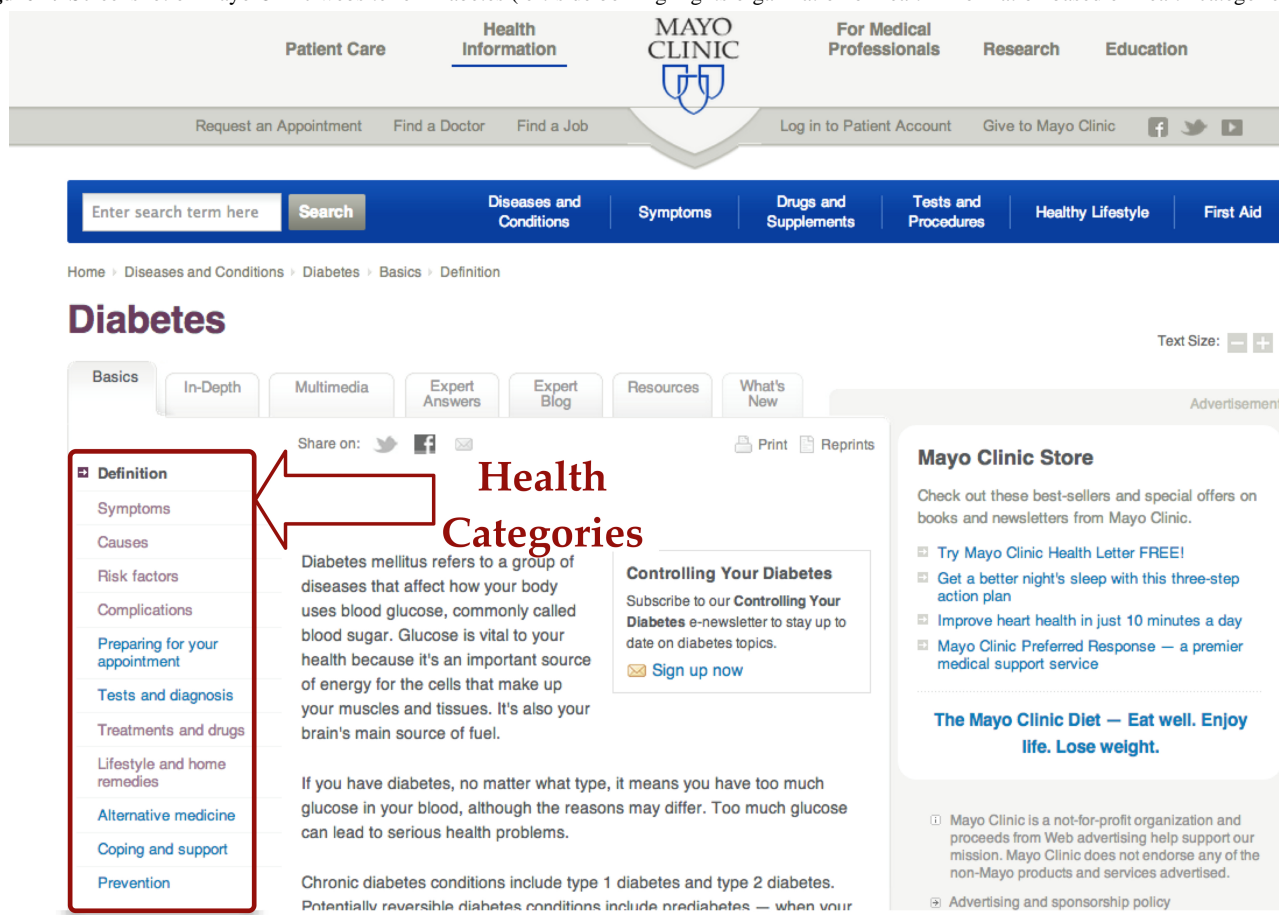 Patient Care
Health
Information
MAYO
CLINIC
For Medical
Professionals
Research
Education
Request an Appointment
Find a Doctor
Find a Job
Log in to Patient Account
Give to Mayo Clinic
Enter search term here
Search
Diseases and
Conditions
Symptoms
Drugs and
Supplements
Tests and
Procedures
Healthy Lifestyle
First Aid
Home › Diseases and Conditions › Diabetes › Basics › Definition
Diabetes
Text Size:
Basics
In-Depth
Multimedia
Expert
Answers
Expert
Blog
Resources
What's
New
Advertisement
Share on:
Print
Reprints
Definition
Symptoms
Causes
Risk factors
Complications
Preparing for your
appointment
Tests and diagnosis
Treatments and drugs
Lifestyle and home
remedies
Alternative medicine
Coping and support
Prevention
Health
Categories
Diabetes mellitus refers to a group of
diseases that affect how your body
uses blood glucose, commonly called
blood sugar. Glucose is vital to your
health because it's an important source
of energy for the cells that make up
your muscles and tissues. It's also your
brain's main source of fuel.
Controlling Your Diabetes
Subscribe to our Controlling Your
Diabetes e-newsletter to stay up to
date on diabetes topics.
Sign up now
If you have diabetes, no matter what type, it means you have too much
glucose in your blood, although the reasons may differ. Too much glucose
can lead to serious health problems.
Chronic diabetes conditions include type 1 diabetes and type 2 diabetes.
Potentially reversible diabetes conditions include prediabetes — when your
Mayo Clinic Store
Check out these best-sellers and special offers on
books and newsletters from Mayo Clinic.
Try Mayo Clinic Health Letter FREE!
Get a better night's sleep with this three-step
action plan
Improve heart health in just 10 minutes a day
Mayo Clinic Preferred Response — a premier
medical support service
The Mayo Clinic Diet — Eat well. Enjoy
life. Lose weight.
Mayo Clinic is a not-for-profit organization and
proceeds from Web advertising help support our
mission. Mayo Clinic does not endorse any of the
non-Mayo products and services advertised.
Advertising and sponsorship policy